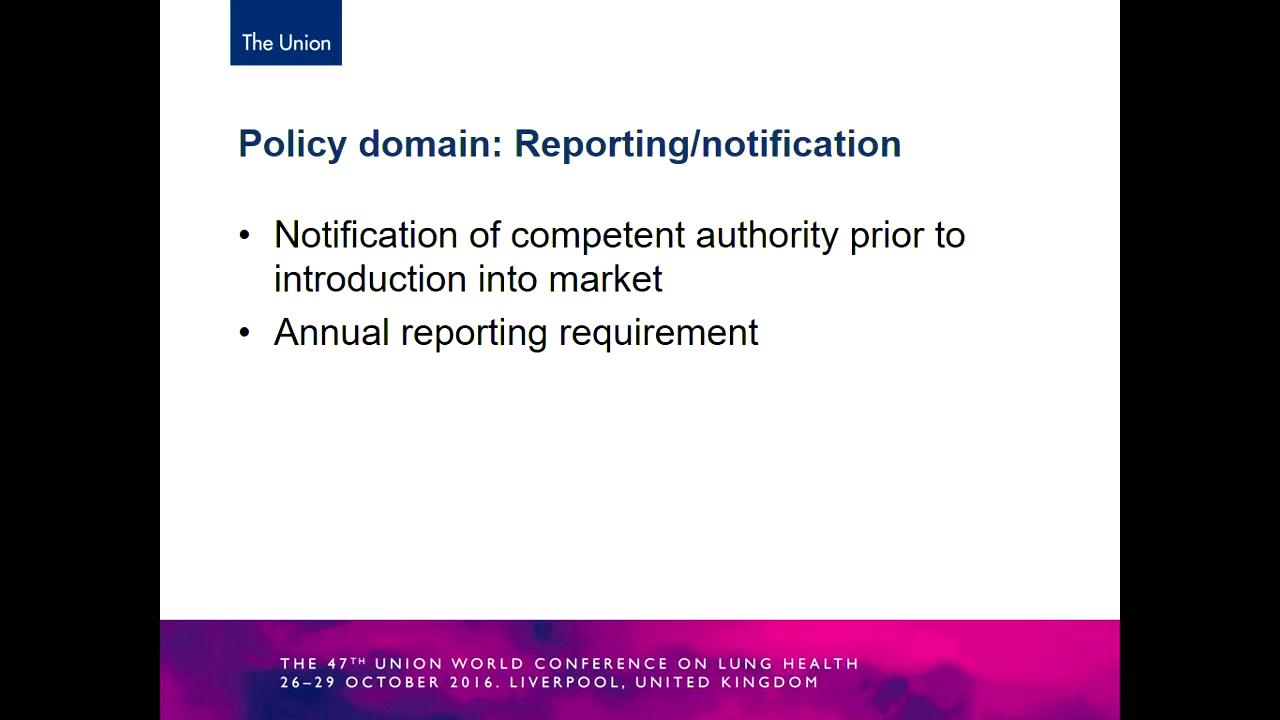 The Union
Policy domain: Reporting/notification
• Notification of competent authority prior to
introduction into market
• Annual reporting requirement
THE 47TH UNION WORLD CONFERENCE ON LUNG HEALTH
26–29 OCTOBER 2016. LIVERPOOL, UNITED KINGDOM